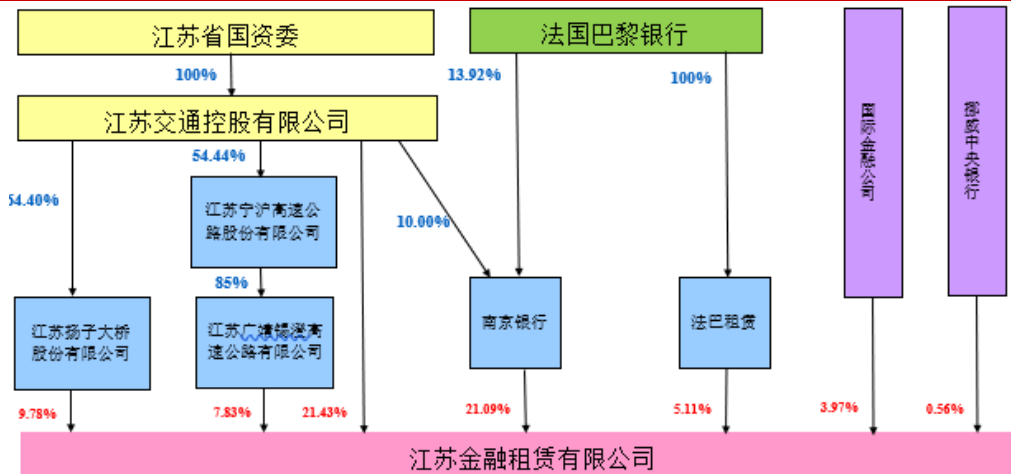 江苏省国资委
法国巴黎银行
100%
13.92%
100%
江苏交通控股有限公司
国际金融公司
挪威中央银行
54.44%
54.40%
江苏宁沪高速公
路股份有限公司
10.00%
85%
江苏扬子大桥
股份有限公司
江苏广靖锡澄高
速公路有限公司
南京银行
法巴租赁
9.78%
7.83%
21.43%
21.09%
5.11%
3.97%
0.56%
江苏金融租赁有限公司